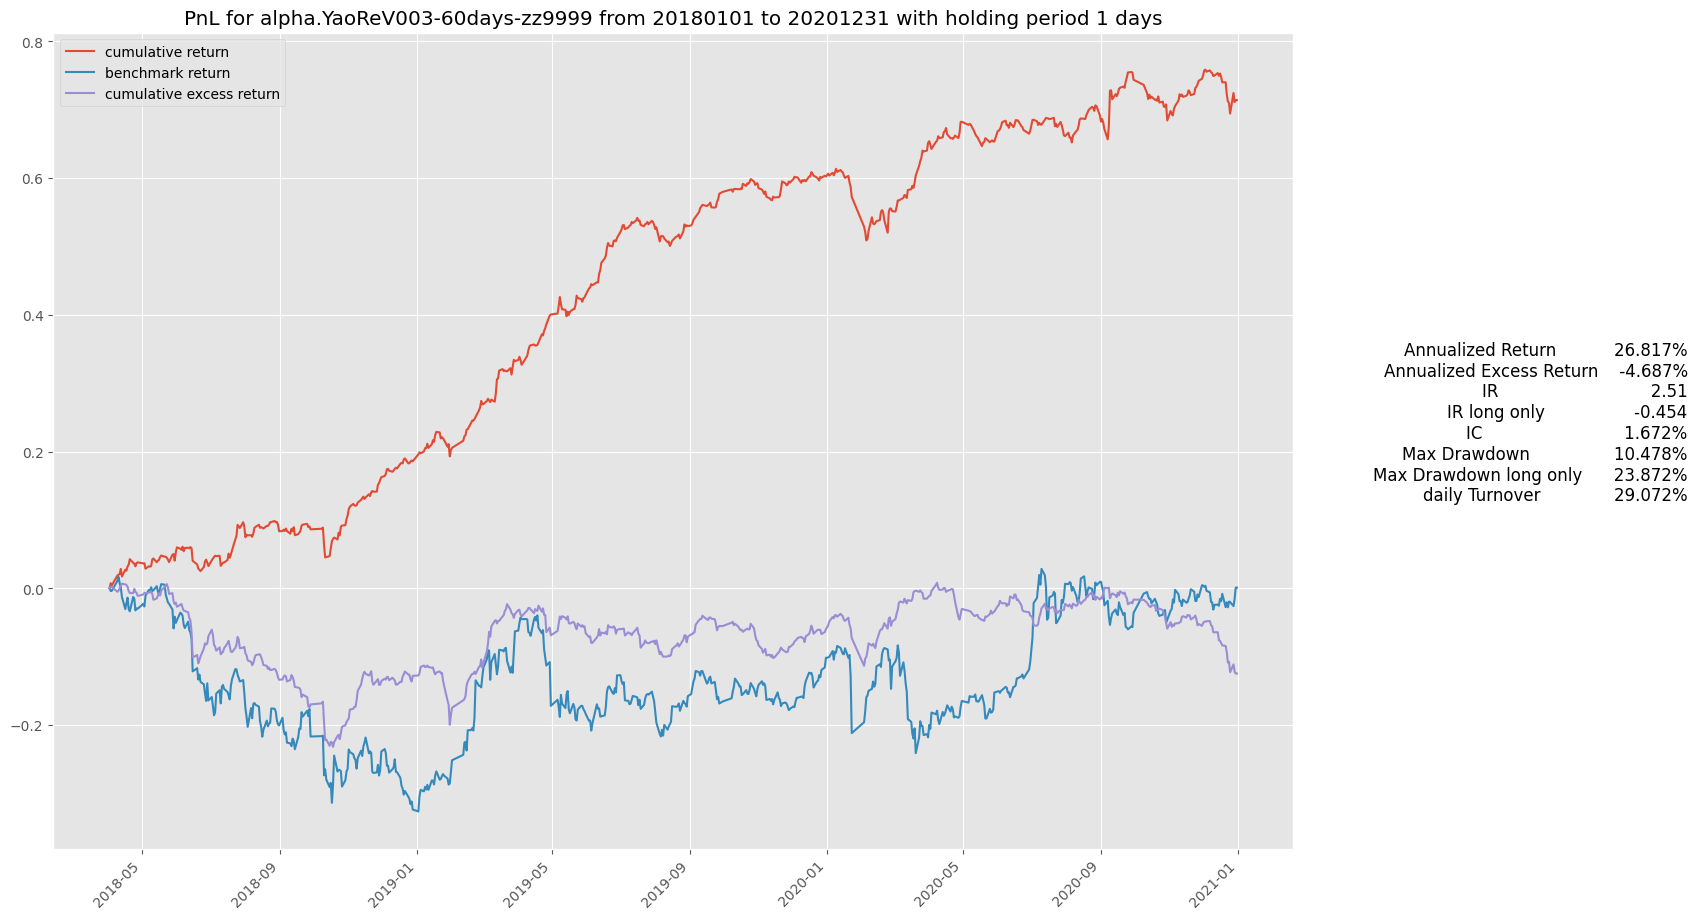 PnL for alpha.YaoReV003-60days-zz9999 from 20180101 to 20201231 with holding period 1 days
cumulative return
benchmark return
cumulative excess return
0.8
0.6
0.4
0.2
0.0
−0.2
2018-05
2018-09
2019-01
2019-05
2019-09
2020-01
2020-05
2020-09
2021-01
Annualized Return 26.817%
Annualized Excess Return -4.687%
IR 2.51
IR long only -0.454
IC 1.672%
Max Drawdown 10.478%
Max Drawdown long only 23.872%
daily Turnover 29.072%